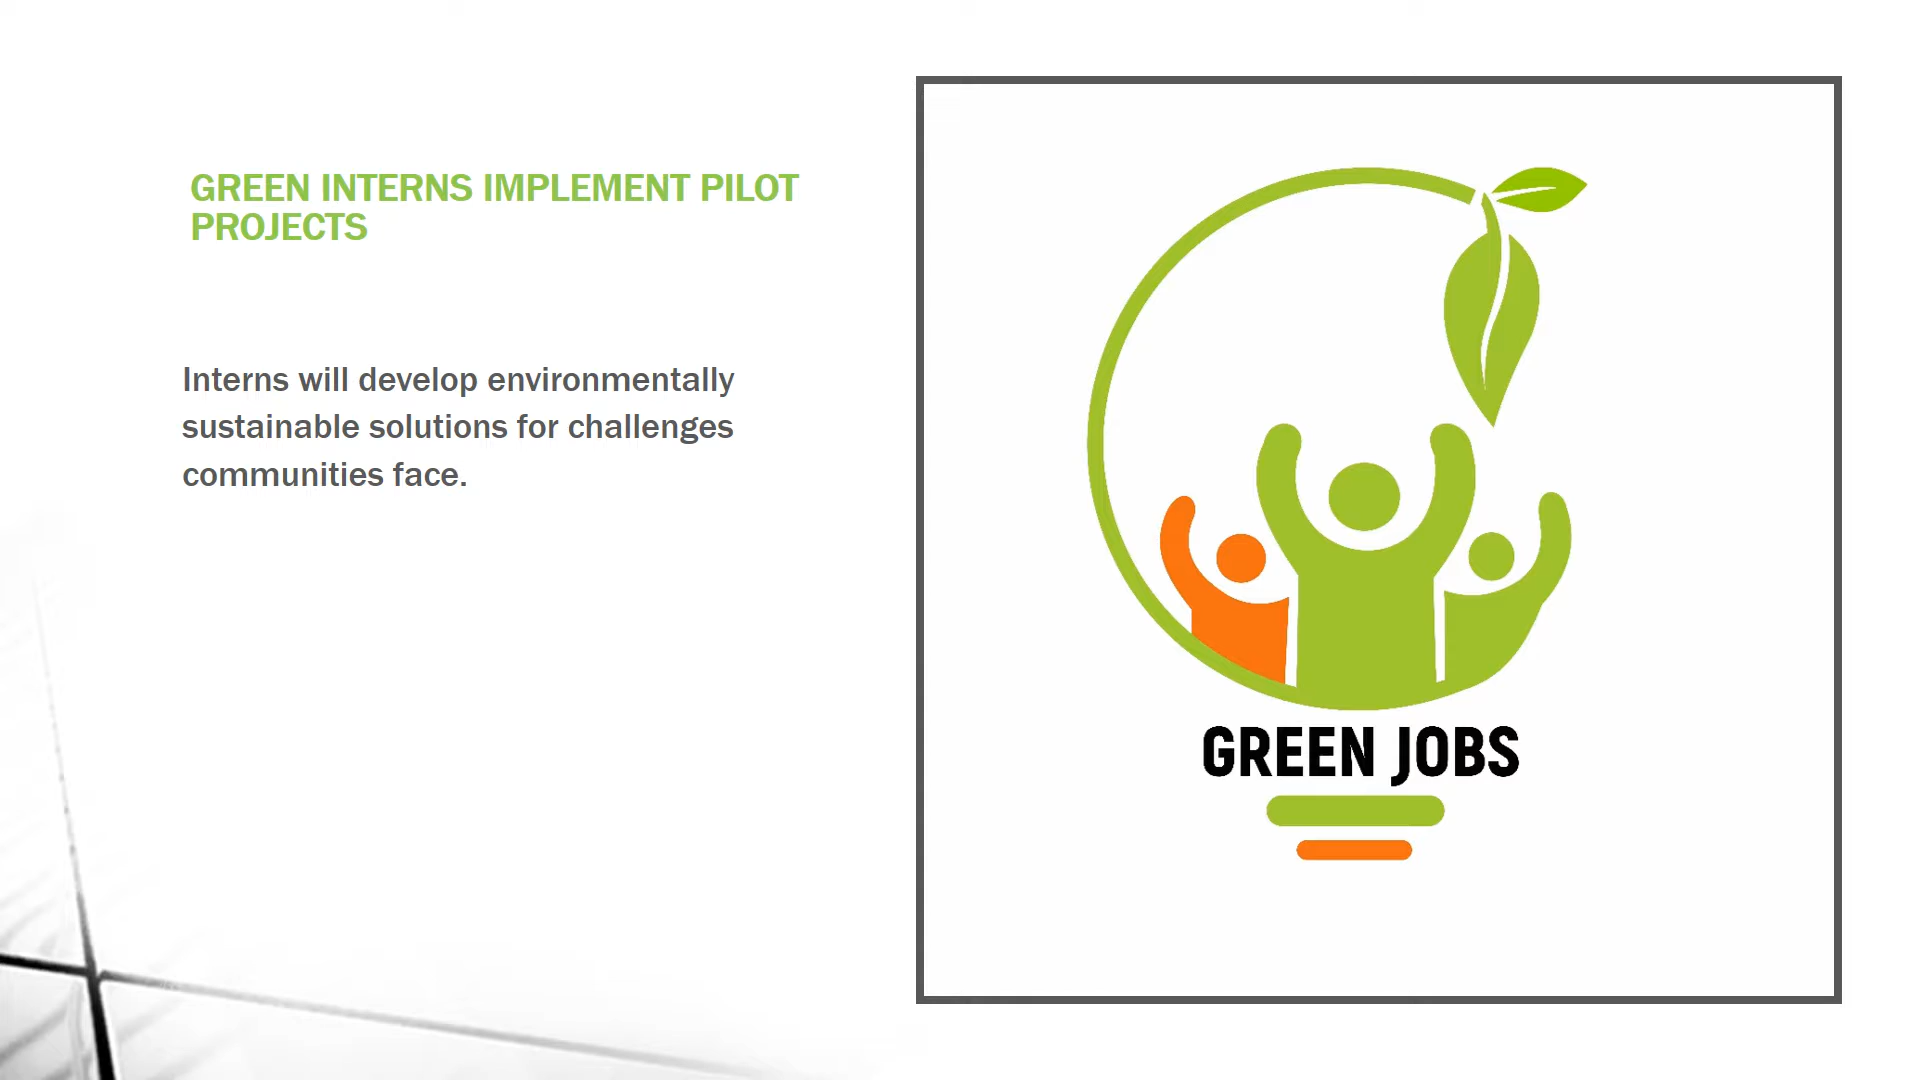 GREEN INTERNS IMPLEMENT PILOT
PROJECTS
Interns will develop environmentally
sustainable solutions for challenges
communities face.
GREEN JOBS